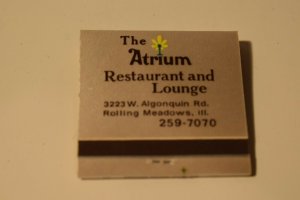 The
Atrium
Restaurant and
Lounge
3223 W. Algonquin Rd.
Rolling Meadows, Ill.
259-7070